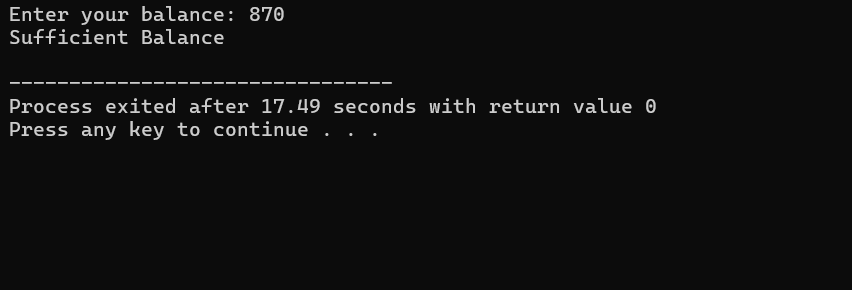 Enter your balance: 870
Sufficient Balance
--------------------------------
Process exited after 17.49 seconds with return value 0
Press any key to continue . . .